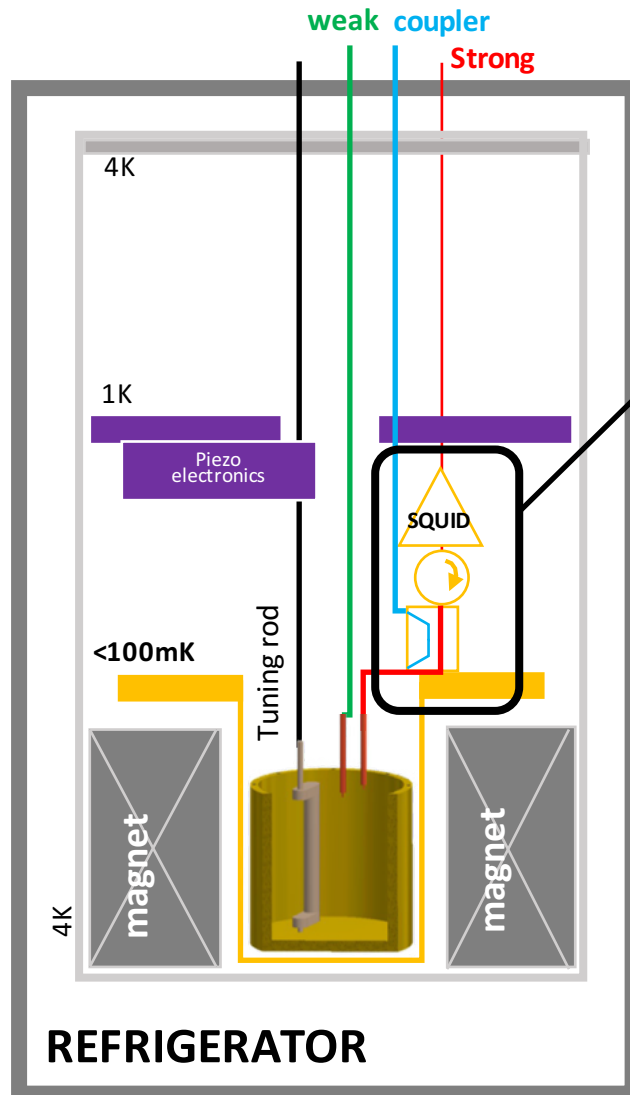 weak coupler
Strong
4K
1K
Piezo
electronics
SQUID
<100mK
Tuning rod
magnet
magnet
4K
REFRIGERATOR